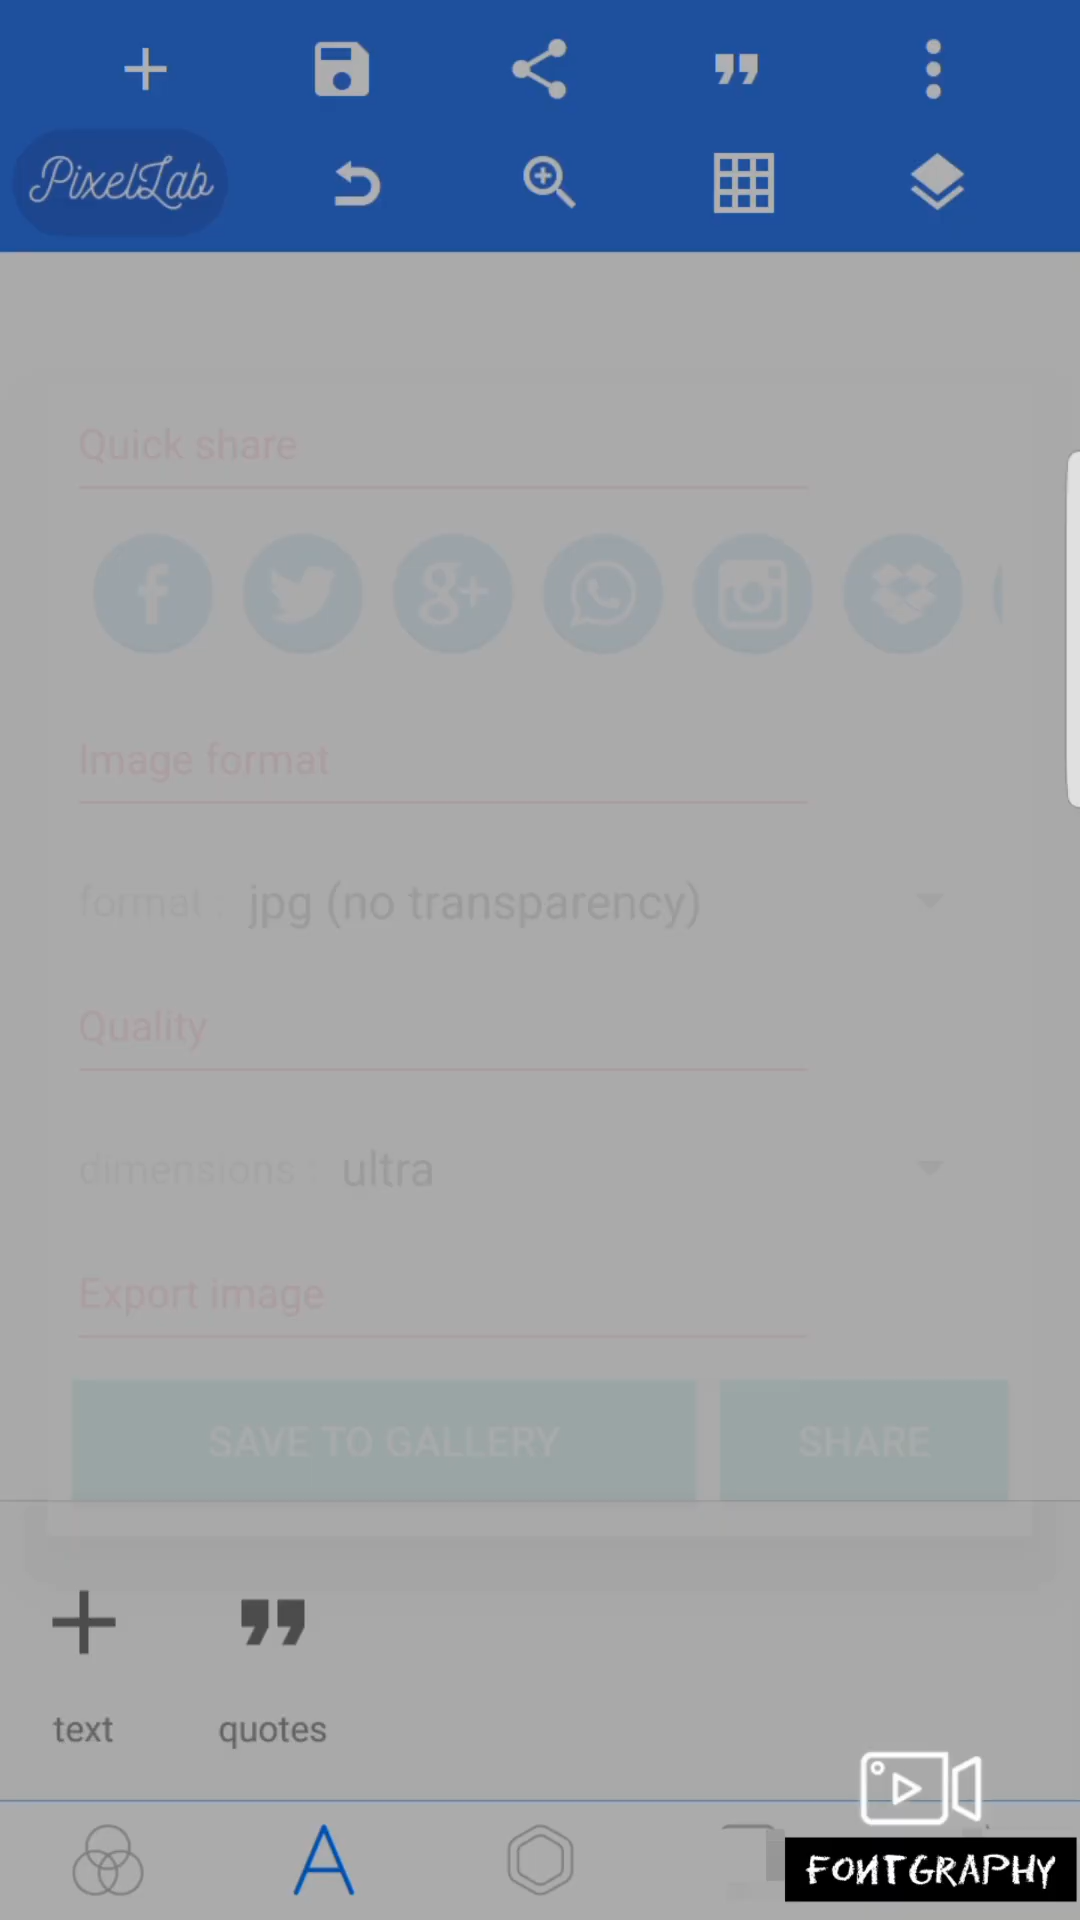 PixelLab
Quick share
Image format
format : jpg (no transparency)
Quality
dimensions : ultra
Export image
SAVE TO GALLERY SHARE
text quotes
FONTGRAPHY